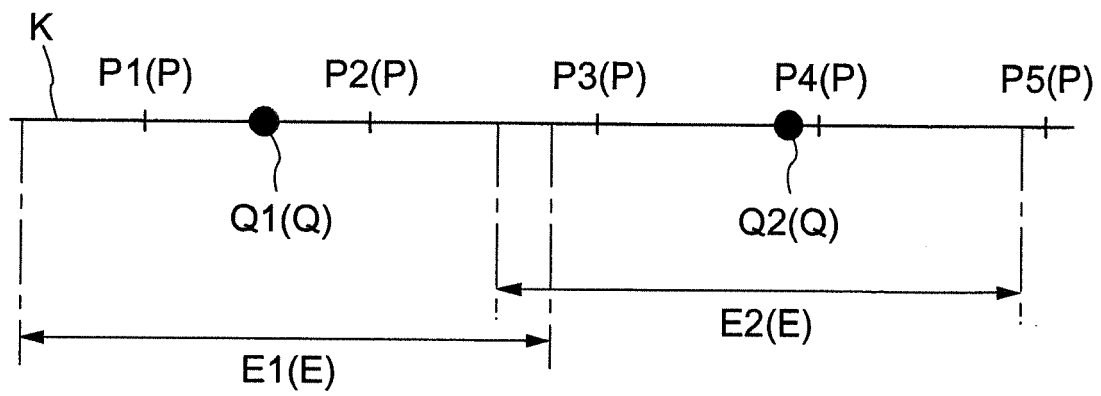 K
P1(P) P2(P) P3(P) P4(P) P5(P)
Q1(Q) Q2(Q)
E2(E)
E1(E)